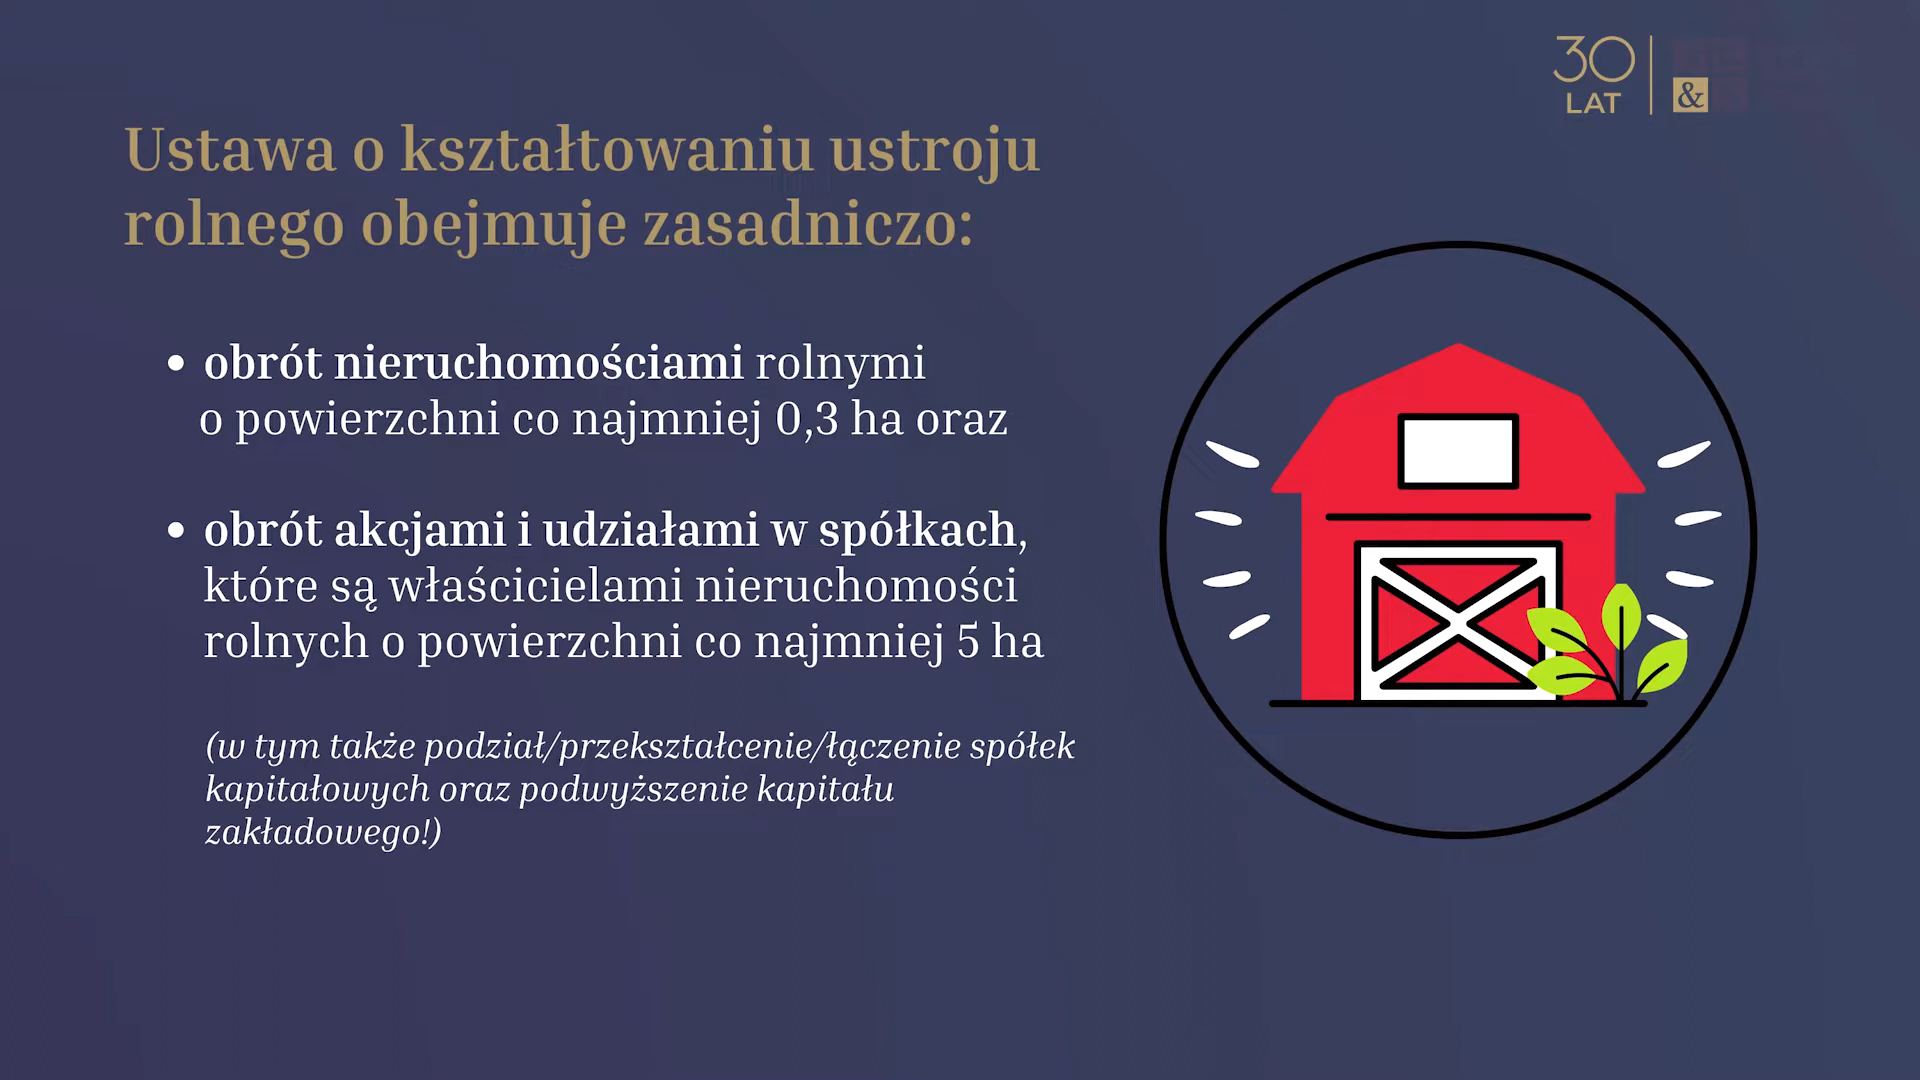 30
LAT
&
Ustawa o kształtowaniu ustroju
rolnego obejmuje zasadniczo:
• obrót nieruchomościami rolnymi
o powierzchni co najmniej 0,3 ha oraz
• obrót akcjami i udziałami w spółkach,
które są właścicielami nieruchomości
rolnych o powierzchni co najmniej 5 ha
(w tym także podział/przekształcenie/łączenie spółek
kapitałowych oraz podwyższenie kapitału
zakładowego!)